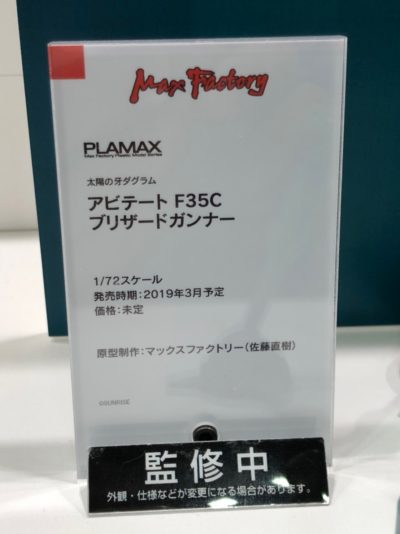 Max Factory
PLAMAX
Max Factory Plastic Model Series
太陽の牙ダグラム
アビテート F35C
ブリザードガンナー
1/72スケール
発売時期：2019年3月予定
価格：未定
原型制作：マックスファクトリー（佐藤直樹）
©SUNRISE
監修中
外観・仕様などが変更になる場合があります。